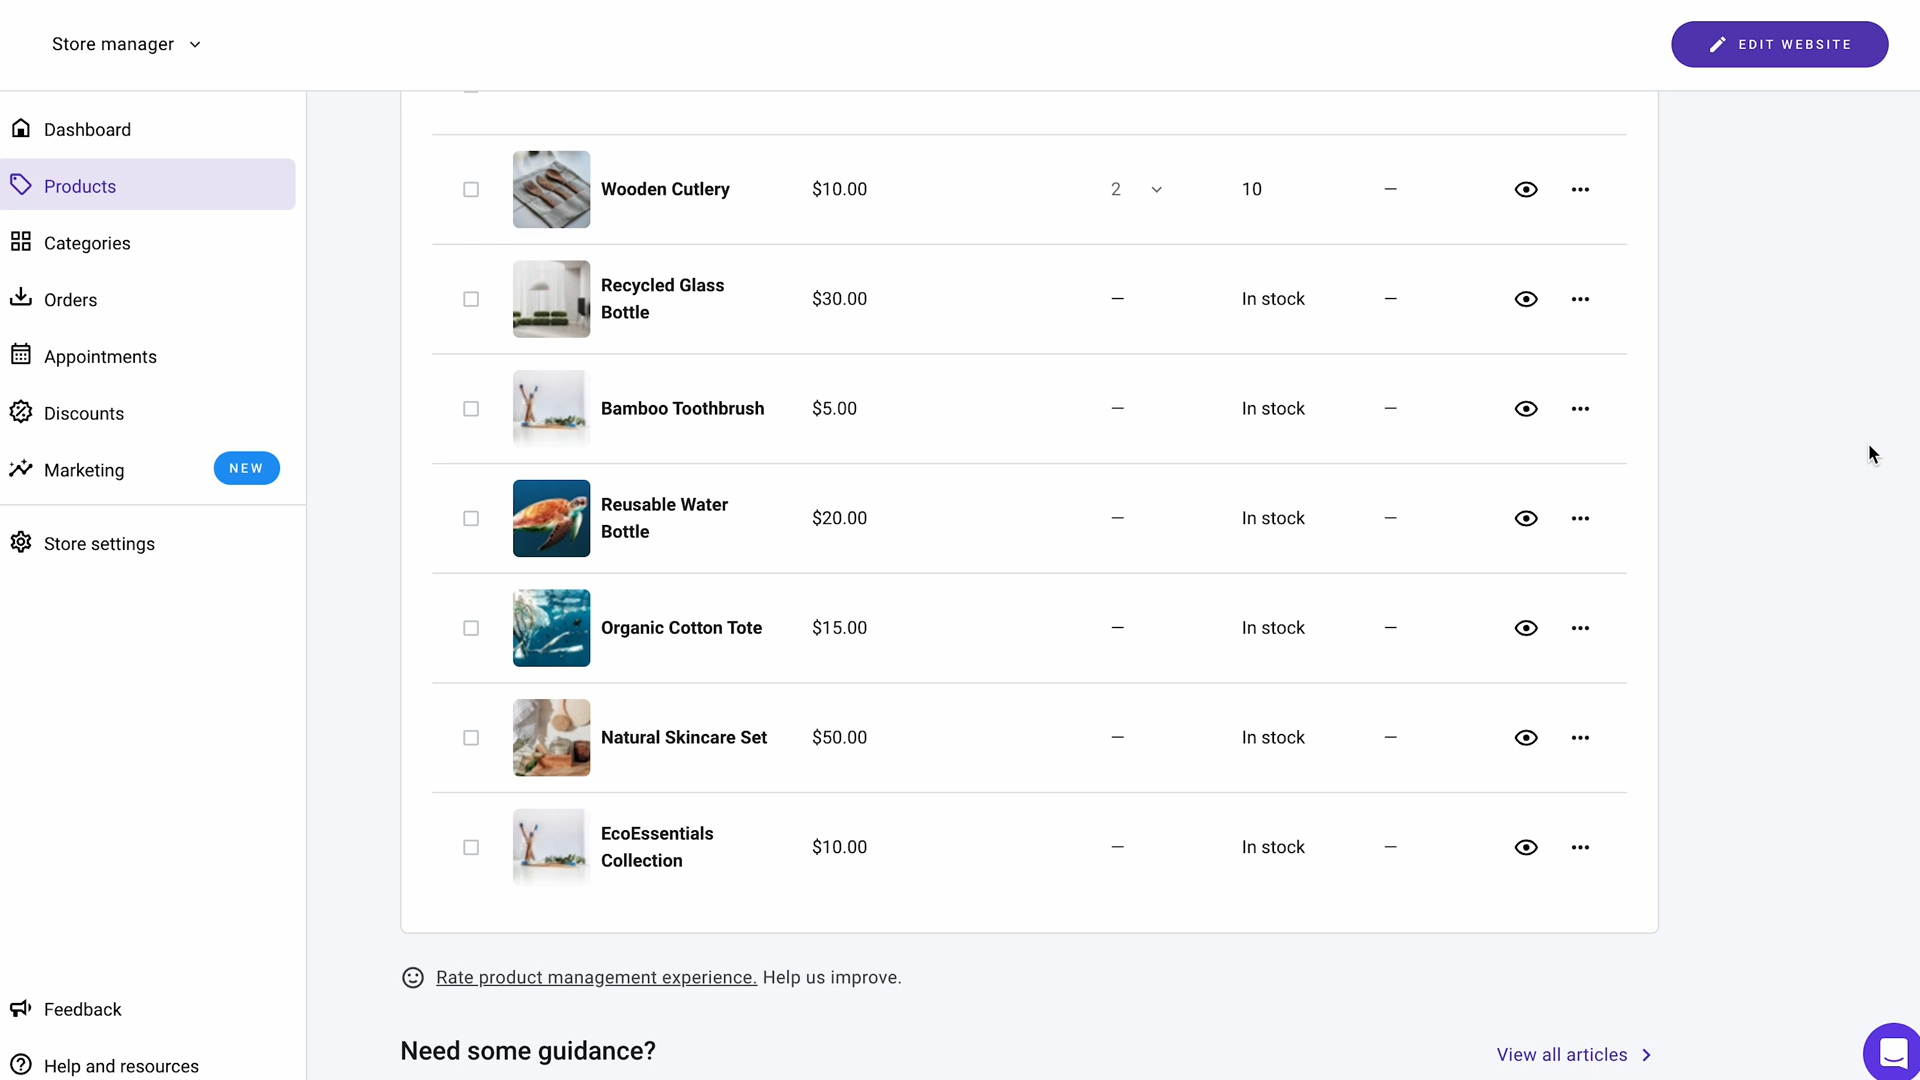 Store manager
EDIT WEBSITE
Dashboard
Products
Categories
Orders
Appointments
Discounts
Marketing NEW
Store settings
Feedback
Help and resources
Wooden Cutlery $10.00 2 10 —
Recycled Glass
Bottle
$30.00 — In stock —
Bamboo Toothbrush $5.00 — In stock —
Reusable Water
Bottle
$20.00 — In stock —
Organic Cotton Tote $15.00 — In stock —
Natural Skincare Set $50.00 — In stock —
EcoEssentials
Collection
$10.00 — In stock —
Rate product management experience. Help us improve.
Need some guidance?
View all articles